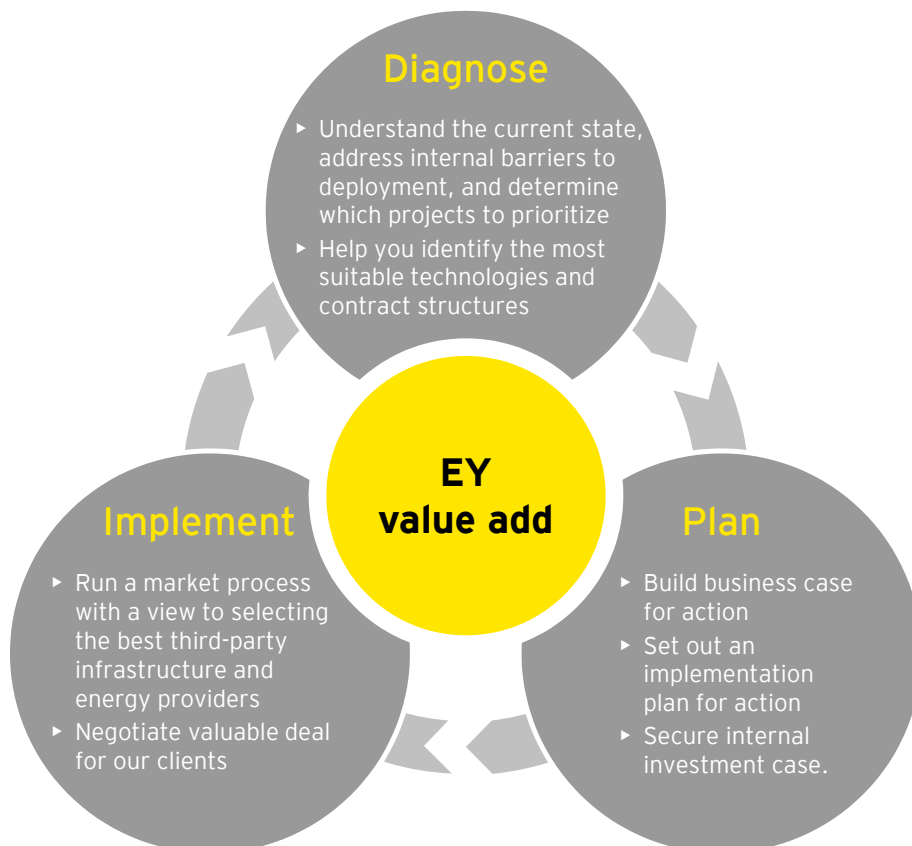 Diagnose
▸ Understand the current state,
address internal barriers to
deployment, and determine
which projects to prioritize
▸ Help you identify the most
suitable technologies and
contract structures
EY
value add
Implement
▸ Run a market process
with a view to selecting
the best third-party
infrastructure and
energy providers
▸ Negotiate valuable deal
for our clients
Plan
▸ Build business case
for action
▸ Set out an
implementation
plan for action
▸ Secure internal
investment case.